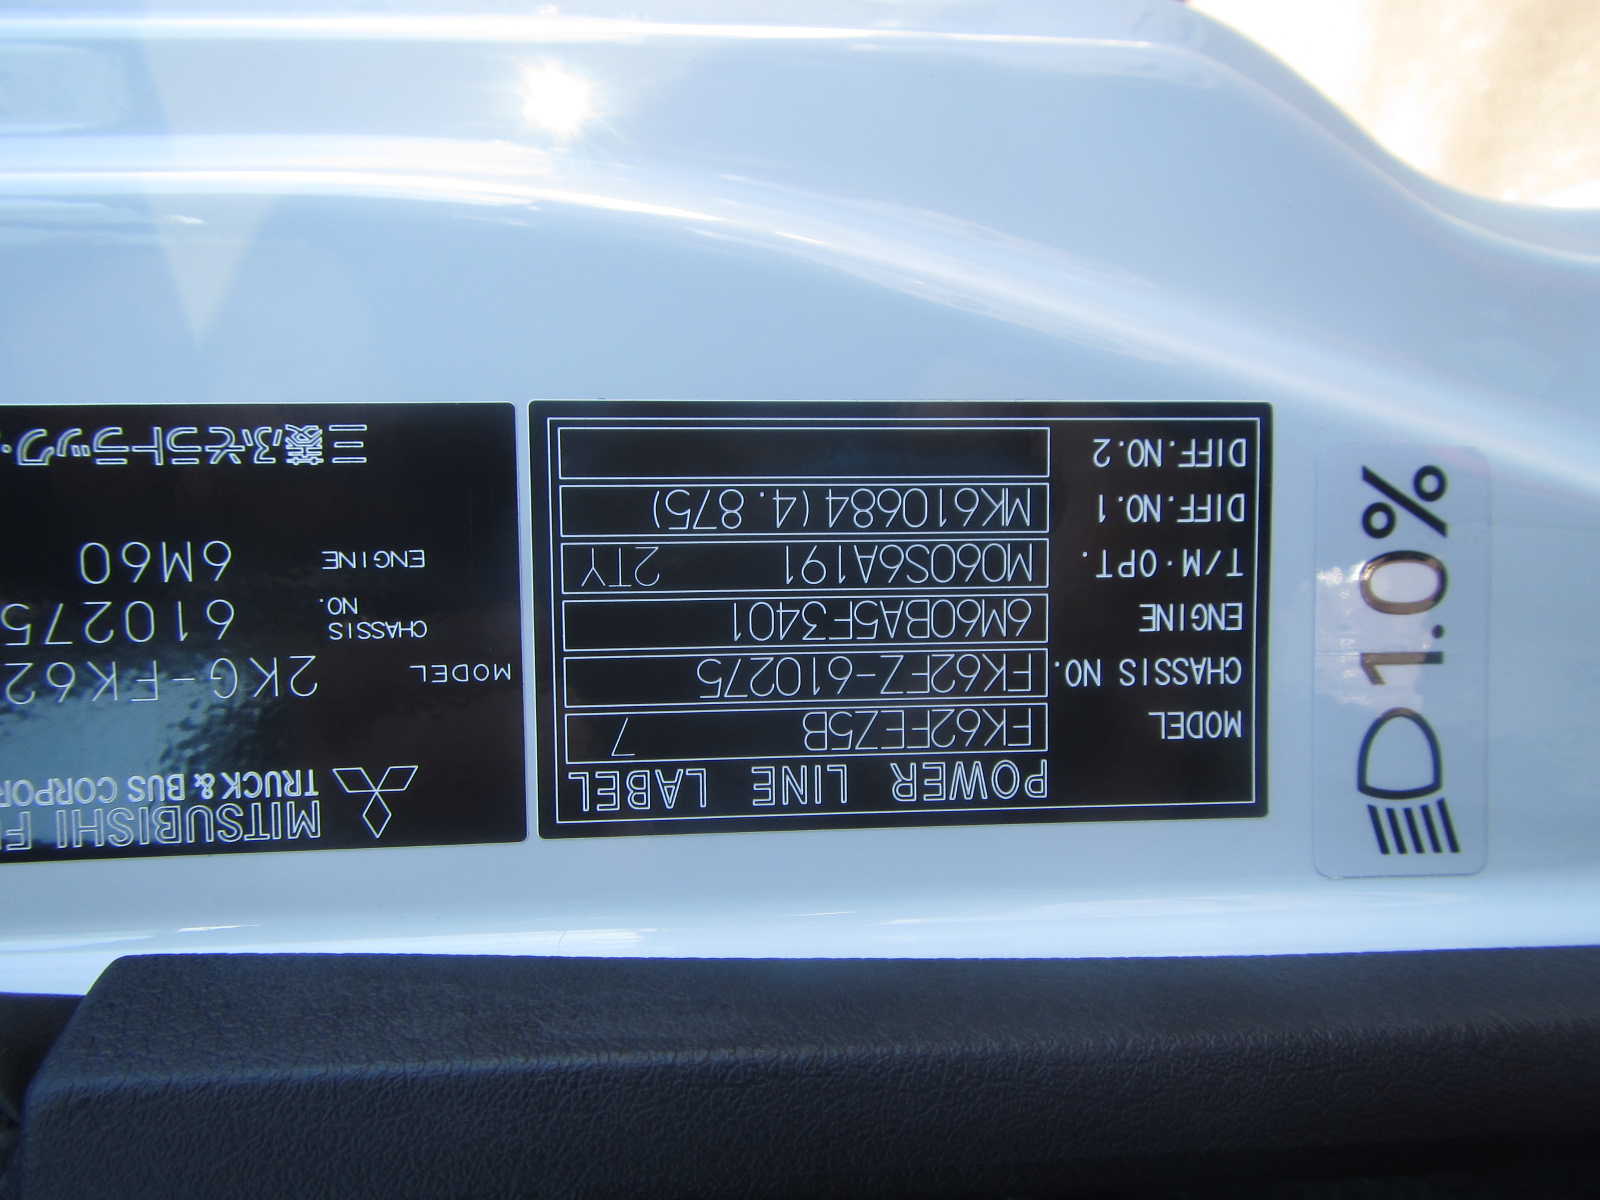 POWER LINE LABEL
MODEL FK62FEZ5B 7
CHASSIS NO. FK62FZ-610275
ENGINE 6M60BA5F3401
T/M·OPT. M060S6A191 2TY
DIFF.NO.1 MK610684(4.875)
DIFF.NO.2
MITSUBISHI
TRUCK & BUS
MODEL 2KG-FK62
CHASSIS NO. 610275
ENGINE 6M60
三菱ふそうトラック・
1.0%